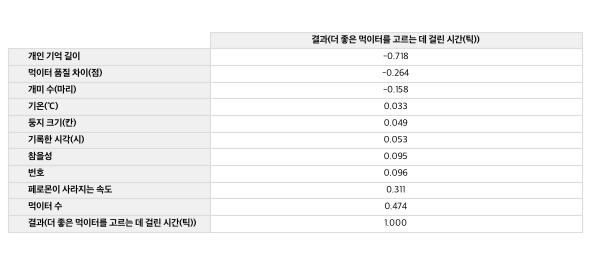 결과(더 좋은 먹이터를 고르는 데 걸린 시간(틱))
개인 기억 길이 -0.718
먹이터 품질 차이(점) -0.264
개미 수(마리) -0.158
기온(℃) 0.033
둥지 크기(칸) 0.049
기록한 시각(시) 0.053
참을성 0.095
번호 0.096
페로몬이 사라지는 속도 0.311
먹이터 수 0.474
결과(더 좋은 먹이터를 고르는 데 걸린 시간(틱)) 1.000